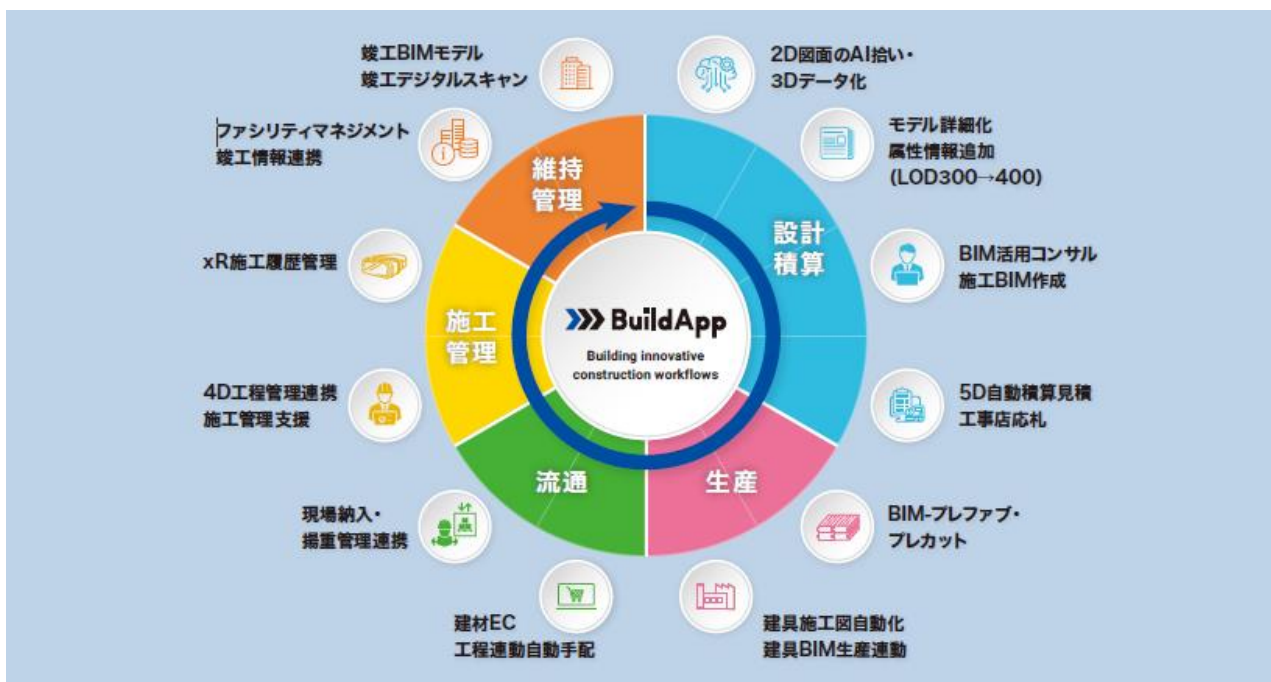 竣工BIMモデル
竣工デジタルスキャン
2D図面のAI拾い・
3Dデータ化
ファシリティマネジメント
竣工情報連携
モデル詳細化
属性情報追加
(LOD300→400)
維持
管理
設計
積算
xR施工履歴管理
BIM活用コンサル
施工BIM作成
施工
管理
BuildApp
Building innovative
construction workflows
4D工程管理連携
施工管理支援
5D自動積算見積
工事店応札
流通
生産
現場納入・
揚重管理連携
BIM-プレファブ・
プレカット
建材EC
工程連動自動手配
建具施工図自動化
建具BIM生産連動